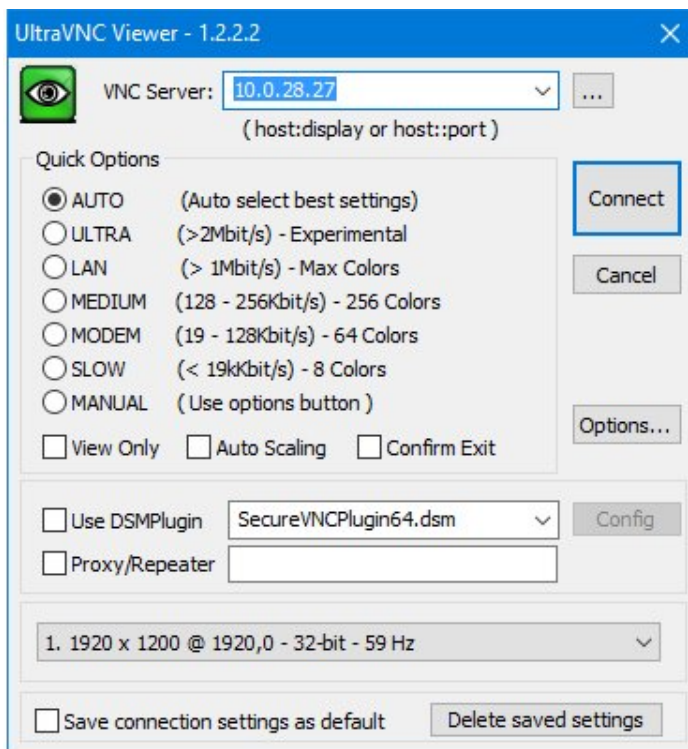 UltraVNC Viewer - 1.2.2.2
VNC Server: 10.0.28.27 ...
( host:display or host::port )
Quick Options
AUTO (Auto select best settings)
Connect
ULTRA (>2Mbit/s) - Experimental
LAN (> 1Mbit/s) - Max Colors
Cancel
MEDIUM (128 - 256Kbit/s) - 256 Colors
MODEM (19 - 128Kbit/s) - 64 Colors
SLOW (< 19kKbit/s) - 8 Colors
MANUAL ( Use options button )
Options...
View Only Auto Scaling Confirm Exit
Use DSMPlugin SecureVNCPlugin64.dsm Config
Proxy/Repeater
1. 1920 x 1200 @ 1920,0 - 32-bit - 59 Hz
Save connection settings as default Delete saved settings